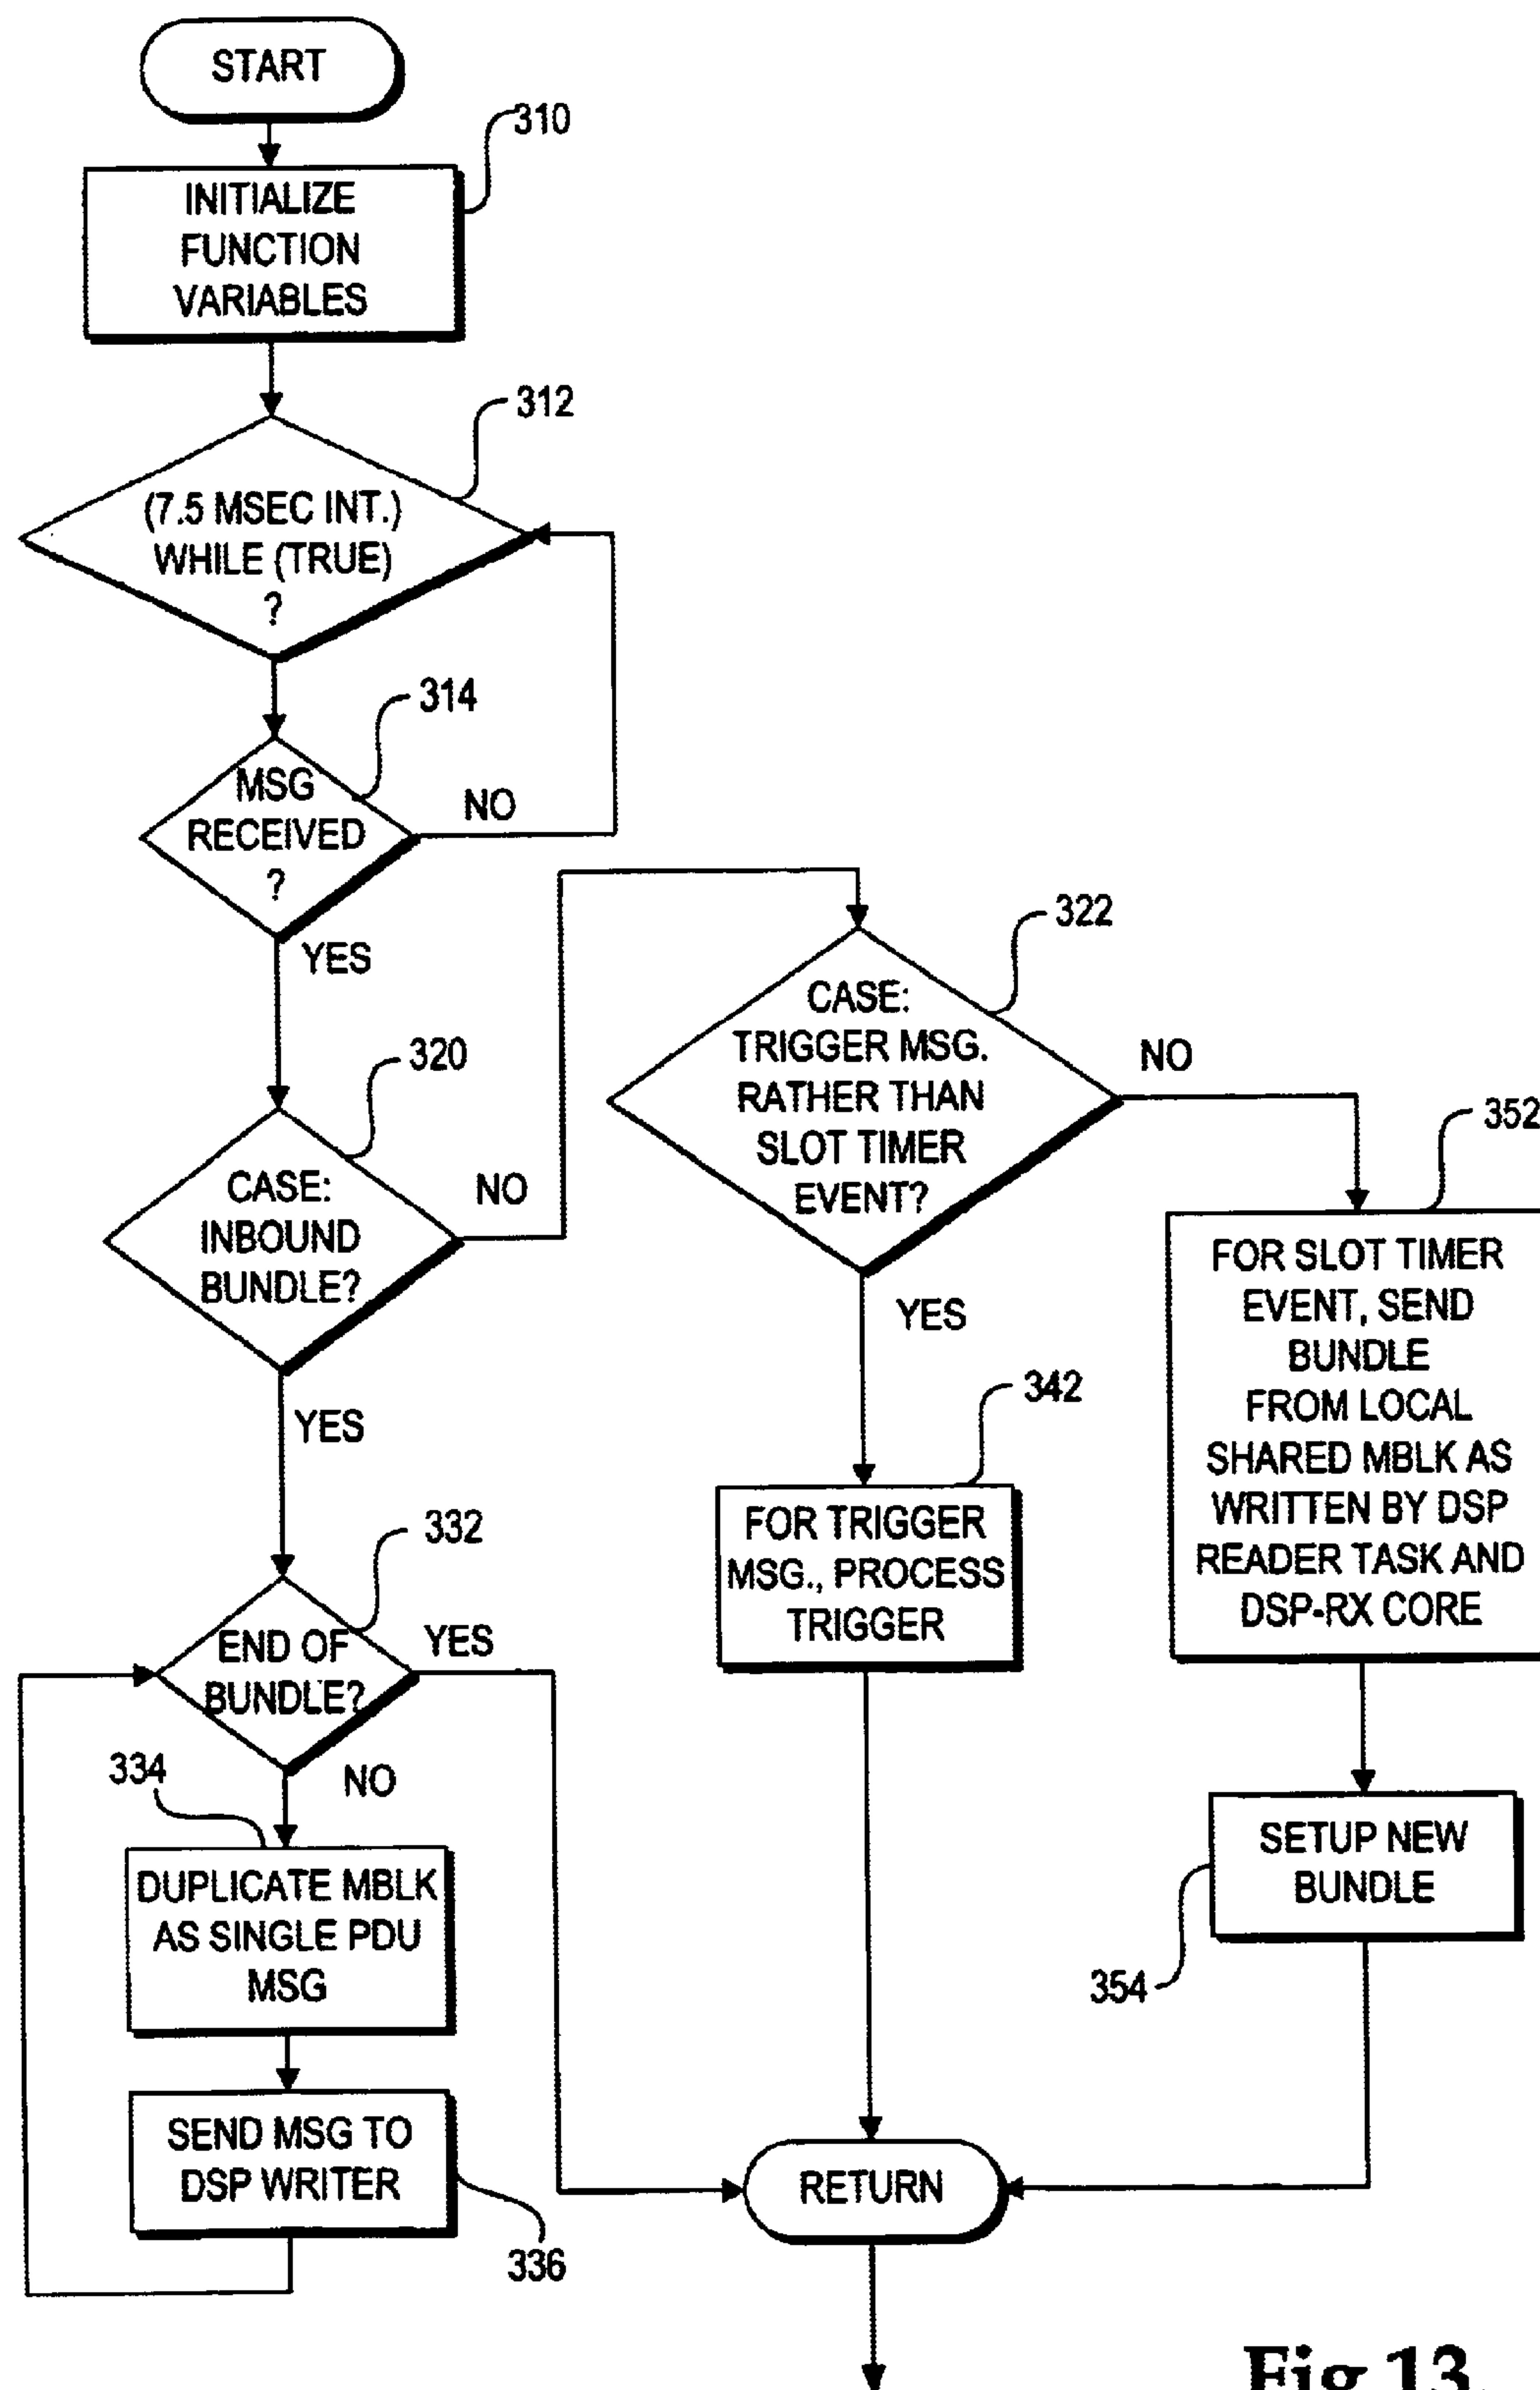 START
310
INITIALIZE
FUNCTION
VARIABLES
312
(7.5 MSEC INT.)
WHILE (TRUE)
?
314
MSG
RECEIVED
?
NO
YES
320
CASE:
INBOUND
BUNDLE?
NO
YES
322
CASE:
TRIGGER MSG.
RATHER THAN
SLOT TIMER
EVENT?
NO
YES
352
FOR SLOT TIMER
EVENT, SEND
BUNDLE
FROM LOCAL
SHARED MBLK AS
WRITTEN BY DSP
READER TASK AND
DSP-RX CORE
342
FOR TRIGGER
MSG., PROCESS
TRIGGER
332
END OF
BUNDLE?
YES
NO
334
DUPLICATE MBLK
AS SINGLE PDU
MSG
SETUP NEW
BUNDLE
354
SEND MSG TO
DSP WRITER
336
RETURN
Fig 13.